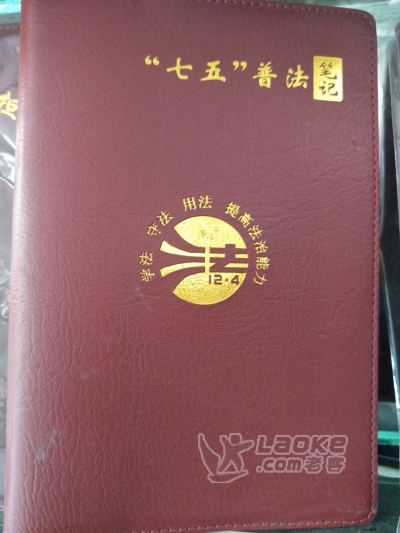 “七五”普法笔记
学法 守法 用法 提高法治能力
法
12·4
LAOKE
.com老客